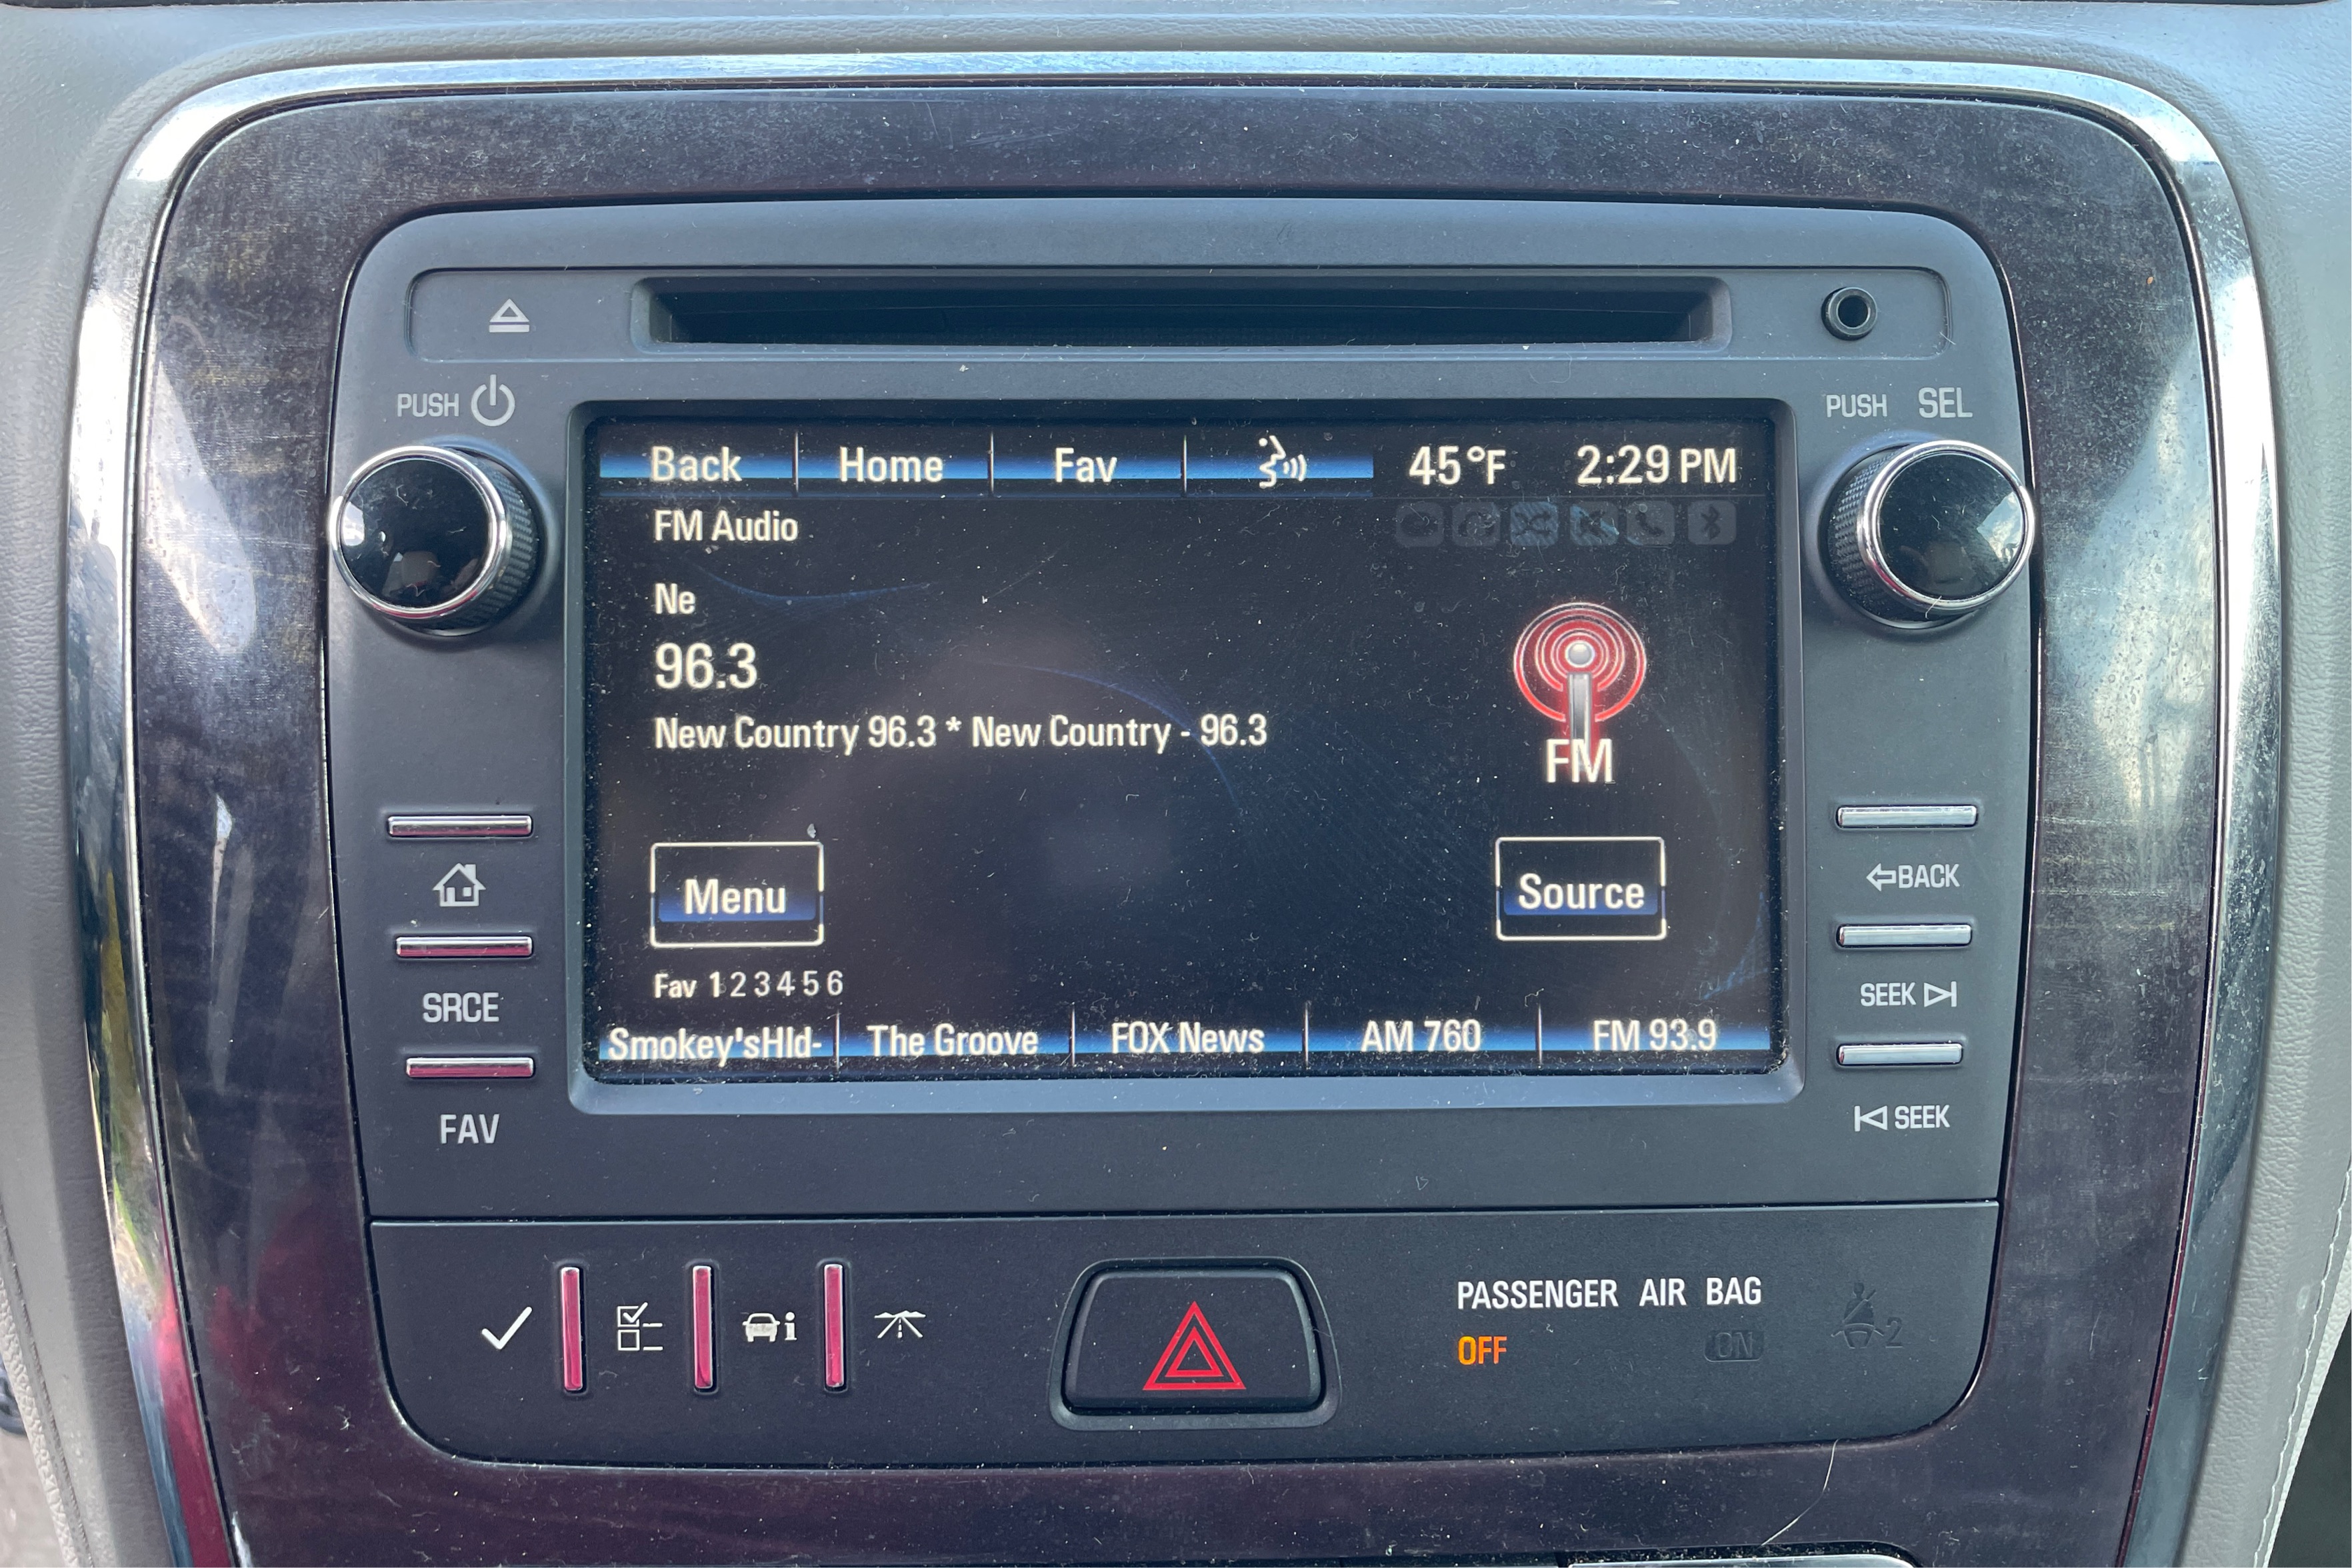 PUSH
PUSH SEL
Back Home Fav 45°F 2:29 PM
FM Audio
Ne
96.3
New Country 96.3 * New Country - 96.3
FM
Menu Source
BACK
SRCE
SEEK
Fav 1 2 3 4 5 6
Smokey'sHld- The Groove FOX News AM 760 FM 93.9
FAV
SEEK
i
PASSENGER AIR BAG
OFF ON 2